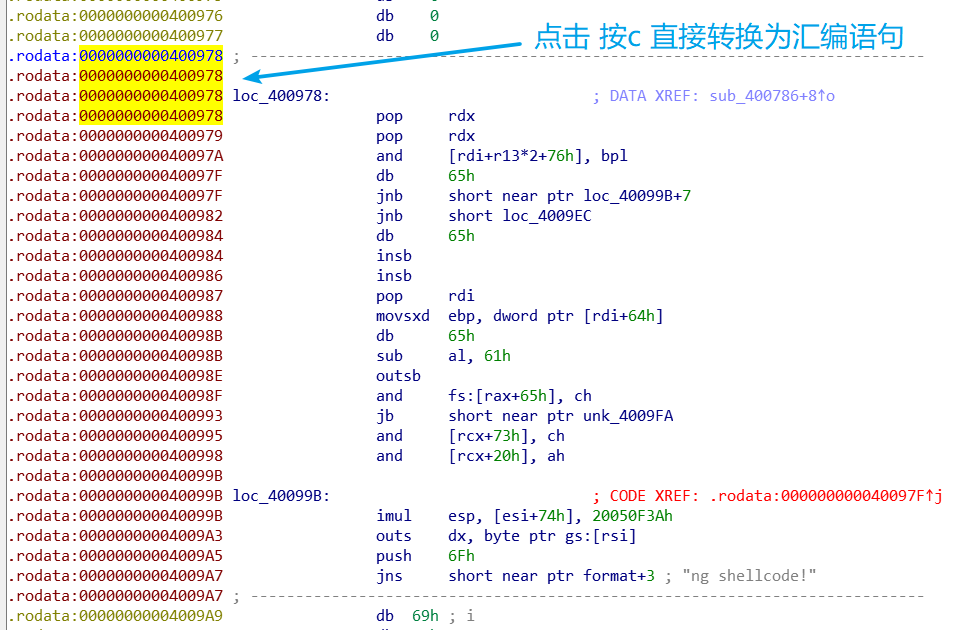 .rodata:0000000000400976 db 0
点击 按c 直接转换为汇编语句
.rodata:0000000000400977 db 0
.rodata:0000000000400978 ; ---------------------------------------------------------------------------
.rodata:0000000000400978
.rodata:0000000000400978 loc_400978: ; DATA XREF: sub_400786+8↑o
.rodata:0000000000400978 pop rdx
.rodata:0000000000400979 pop rdx
.rodata:000000000040097A and [rdi+r13*2+76h], bpl
.rodata:000000000040097F db 65h
.rodata:000000000040097F jnb short near ptr loc_40099B+7
.rodata:0000000000400982 jnb short loc_4009EC
.rodata:0000000000400984 db 65h
.rodata:0000000000400984 insb
.rodata:0000000000400986 insb
.rodata:0000000000400987 pop rdi
.rodata:0000000000400988 movsxd ebp, dword ptr [rdi+64h]
.rodata:000000000040098B db 65h
.rodata:000000000040098B sub al, 61h
.rodata:000000000040098E outsb
.rodata:000000000040098F and fs:[rax+65h], ch
.rodata:0000000000400993 jb short near ptr unk_4009FA
.rodata:0000000000400995 and [rcx+73h], ch
.rodata:0000000000400998 and [rcx+20h], ah
.rodata:000000000040099B
.rodata:000000000040099B loc_40099B: ; CODE XREF: .rodata:000000000040097F↑j
.rodata:000000000040099B imul esp, [esi+74h], 20050F3Ah
.rodata:00000000004009A3 outs dx, byte ptr gs:[rsi]
.rodata:00000000004009A5 push 6Fh
.rodata:00000000004009A7 jns short near ptr format+3 ; "ng shellcode!"
.rodata:00000000004009A7 ; ---------------------------------------------------------------------------
.rodata:00000000004009A9 db 69h ; i